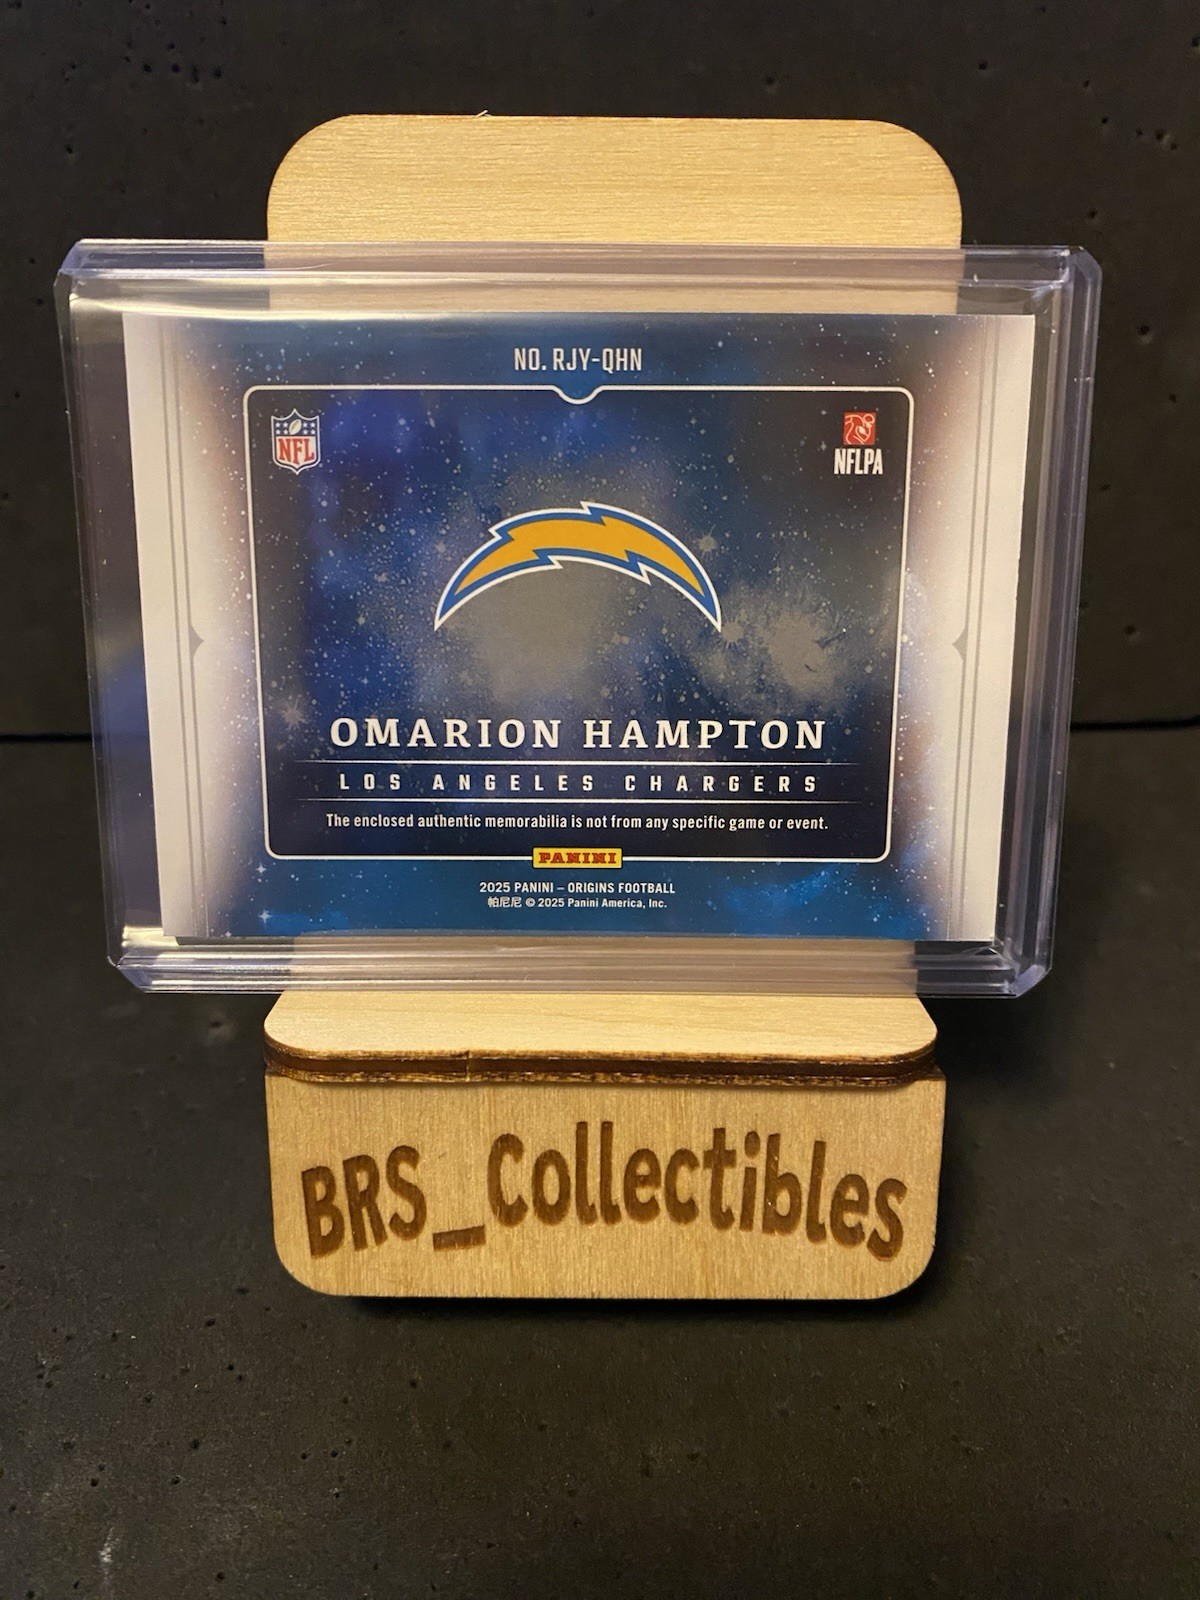 NO. RJY-QHN
NFL
NFLPA
OMARION HAMPTON
LOS ANGELES CHARGERS
The enclosed authentic memorabilia is not from any specific game or event.
PANINI
2025 PANINI – ORIGINS FOOTBALL
帕尼尼 © 2025 Panini America, Inc.
BRS_Collectibles